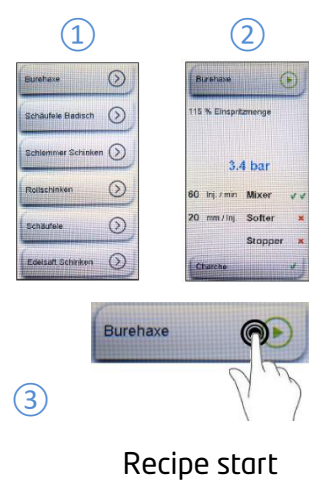 1
2
Burehaxe
Schäufele Badisch
Schlemmer Schinken
Rollschinken
Schäufele
Edelsaft Schinken
Burehaxe
115 % Einspritzmenge
3.4 bar
60 Inj. / min Mixer ✓✓
20 mm / Inj. Softer ×
Stopper ×
Charche ✓
Burehaxe
3
Recipe start